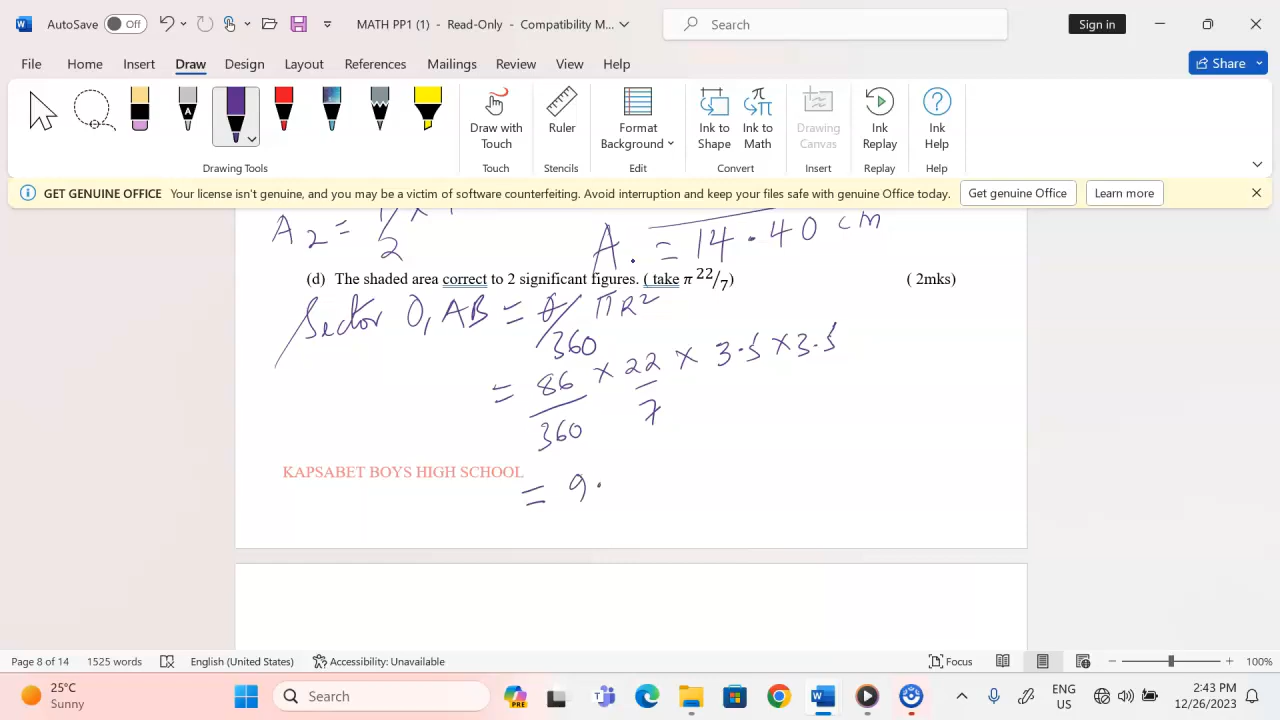 AutoSave Off MATH PP1 (1) - Read-Only - Compatibility M... Search Sign in
File Home Insert Draw Design Layout References Mailings Review View Help Share
Draw with Touch Ruler Format Background Ink to Shape Ink to Math Drawing Canvas Ink Replay Ink Help
Drawing Tools Touch Stencils Edit Convert Insert Replay Help
GET GENUINE OFFICE Your license isn't genuine, and you may be a victim of software counterfeiting. Avoid interruption and keep your files safe with genuine Office today. Get genuine Office Learn more
A2 = 1/2 ×
A. = 14.40 cm
(d) The shaded area correct to 2 significant figures. ( take π 22/7) ( 2mks)
Sector O, AB = θ/360 πR²
= 86/360 × 22/7 × 3.5 × 3.5
KAPSABET BOYS HIGH SCHOOL
= 9.
Page 8 of 14 1525 words English (United States) Accessibility: Unavailable Focus 100%
25°C
Sunny
Search
PRE
ENG
US
2:43 PM
12/26/2023